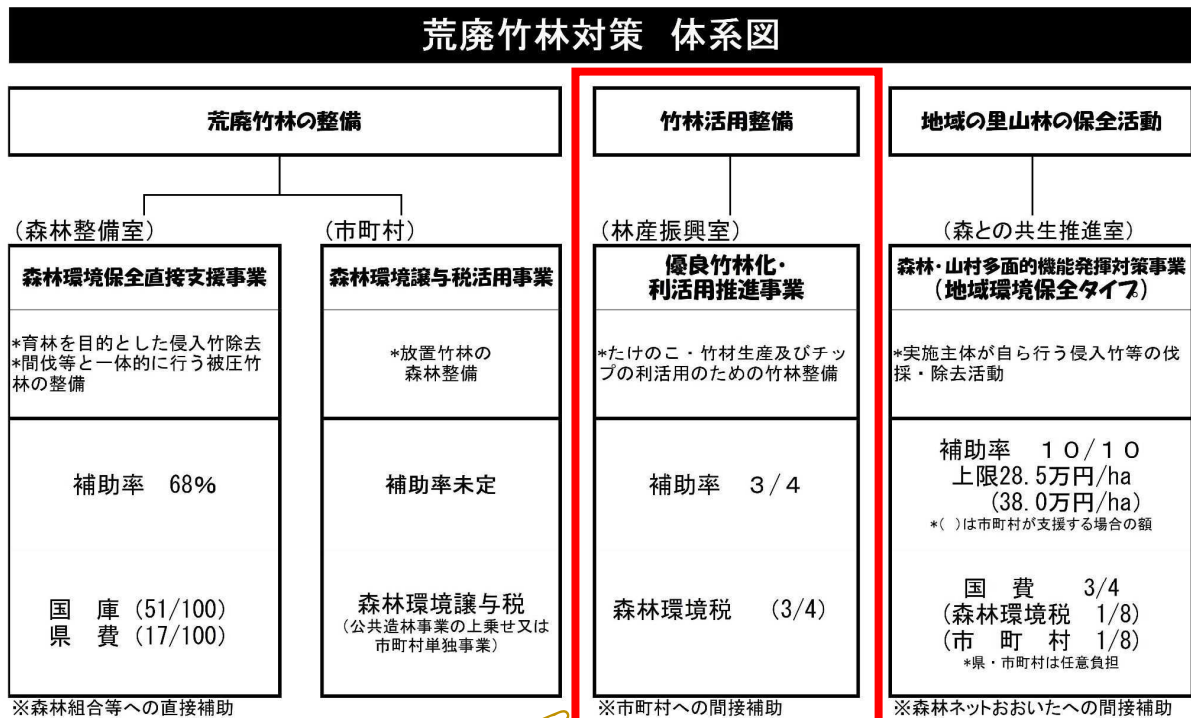 荒廃竹林対策 体系図
荒廃竹林の整備
(森林整備室)
森林環境保全直接支援事業
*育林を目的とした侵入竹除去
*間伐等と一体的に行う被圧竹
林の整備
補助率 68%
国 庫 (51/100)
県 費 (17/100)
※森林組合等への直接補助
(市町村)
森林環境譲与税活用事業
*放置竹林の
森林整備
補助率未定
森林環境譲与税
(公共造林事業の上乗せ又は
市町村単独事業)
竹林活用整備
(林産振興室)
優良竹林化・
利活用推進事業
*たけのこ・竹材生産及びチッ
プの利活用のための竹林整備
補助率 3/4
森林環境税 (3/4)
※市町村への間接補助
地域の里山林の保全活動
(森との共生推進室)
森林・山村多面的機能発揮対策事業
(地域環境保全タイプ)
*実施主体が自ら行う侵入竹等の伐
採・除去活動
補助率 10/10
上限28.5万円/ha
(38.0万円/ha)
*( )は市町村が支援する場合の額
国 費 3/4
(森林環境税 1/8)
(市 町 村 1/8)
*県・市町村は任意負担
※森林ネットおおいたへの間接補助